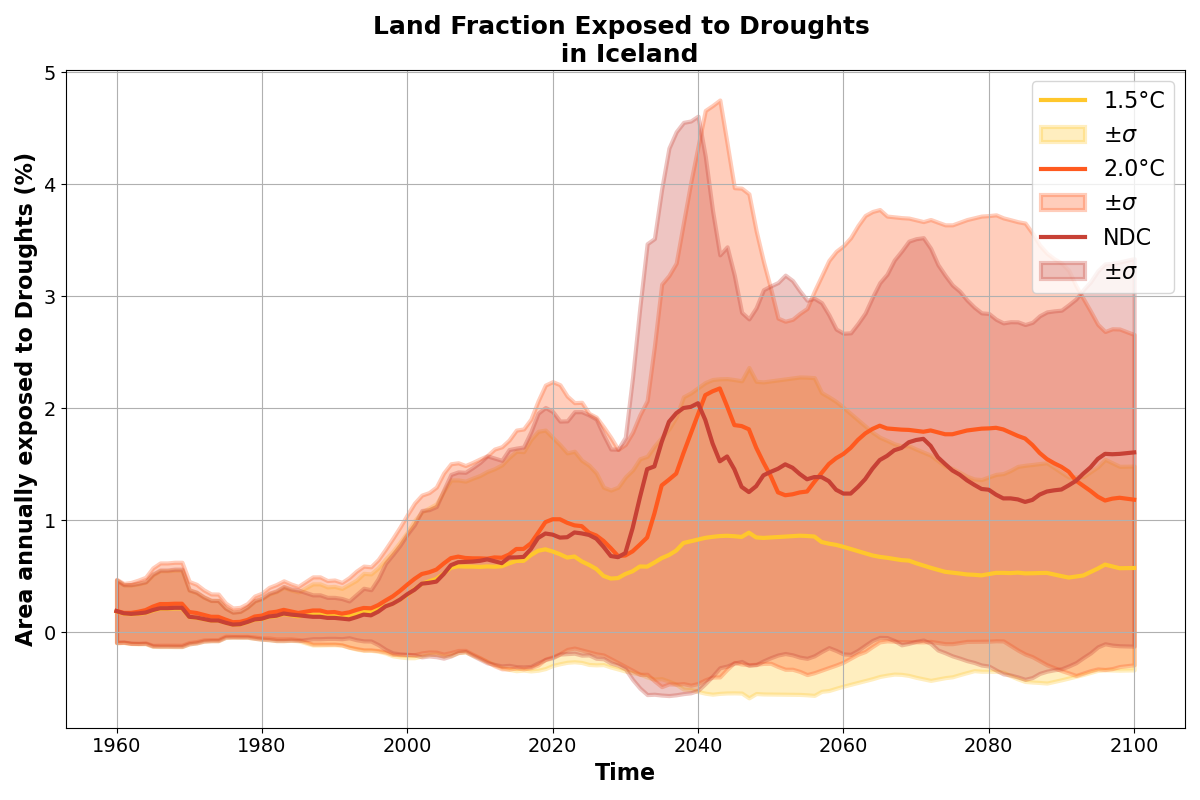 Land Fraction Exposed to Droughts
in Iceland
Area annually exposed to Droughts (%)
5
4
3
2
1
0
1.5°C
±σ
2.0°C
±σ
NDC
±σ
1960 1980 2000 2020 2040 2060 2080 2100
Time